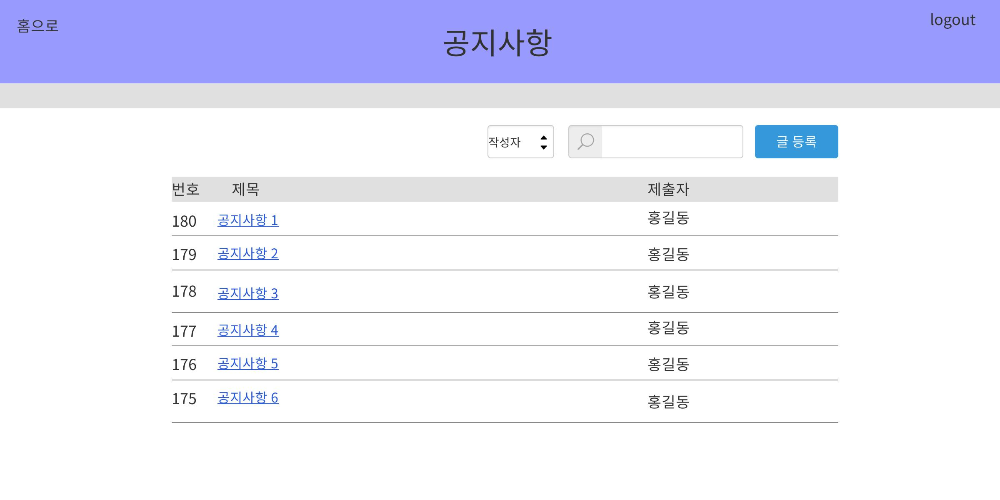 홈으로
logout
공지사항
작성자
글 등록
번호 제목 제출자
180 공지사항 1 홍길동
179 공지사항 2 홍길동
178 공지사항 3 홍길동
177 공지사항 4 홍길동
176 공지사항 5 홍길동
175 공지사항 6 홍길동